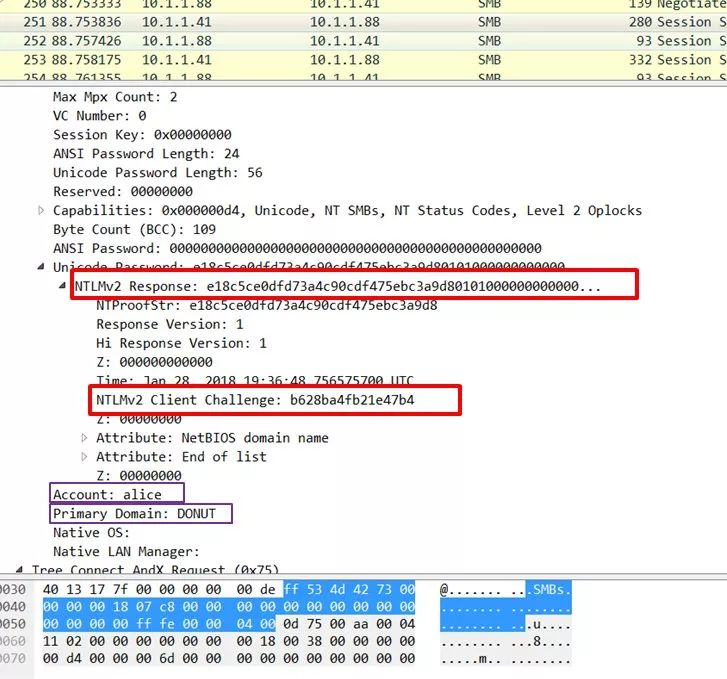 250 88.753333 10.1.1.88 10.1.1.41 SMB 139 Negotiate
251 88.753836 10.1.1.41 10.1.1.88 SMB 280 Session S
252 88.757426 10.1.1.88 10.1.1.41 SMB 93 Session S
253 88.758175 10.1.1.41 10.1.1.88 SMB 332 Session S
254 88.761355 10.1.1.88 10.1.1.41 SMB 93 Session S
Max Mpx Count: 2
VC Number: 0
Session Key: 0x00000000
ANSI Password Length: 24
Unicode Password Length: 56
Reserved: 00000000
Capabilities: 0x000000d4, Unicode, NT SMBs, NT Status Codes, Level 2 Oplocks
Byte Count (BCC): 109
ANSI Password: 000000000000000000000000000000000000000000000000
Unicode Password: e18c5ce0dfd73a4c90cdf475ebc3a9d80101000000000000
NTLMv2 Response: e18c5ce0dfd73a4c90cdf475ebc3a9d80101000000000000...
NTProofStr: e18c5ce0dfd73a4c90cdf475ebc3a9d8
Response Version: 1
Hi Response Version: 1
Z: 000000000000
Time: Jan 28, 2018 19:36:48.756575700 UTC
NTLMv2 Client Challenge: b628ba4fb21e47b4
Z: 00000000
Attribute: NetBIOS domain name
Attribute: End of list
Z: 00000000
Account: alice
Primary Domain: DONUT
Native OS:
Native LAN Manager:
Tree Connect AndX Request (0x75)
0030 40 13 17 7f 00 00 00 00 00 de ff 53 4d 42 73 00 @....... ...SMBs.
0040 00 00 00 18 07 c8 00 00 00 00 00 00 00 00 00 00 ........ ........
0050 00 00 00 00 ff fe 00 00 04 00 0d 75 00 aa 00 04 ........ ...u....
0060 11 02 00 00 00 00 00 00 00 18 00 38 00 00 00 00 ........ ...8....
0070 00 d4 00 00 00 6d 00 00 00 00 00 00 00 00 00 00 .....m.. ........